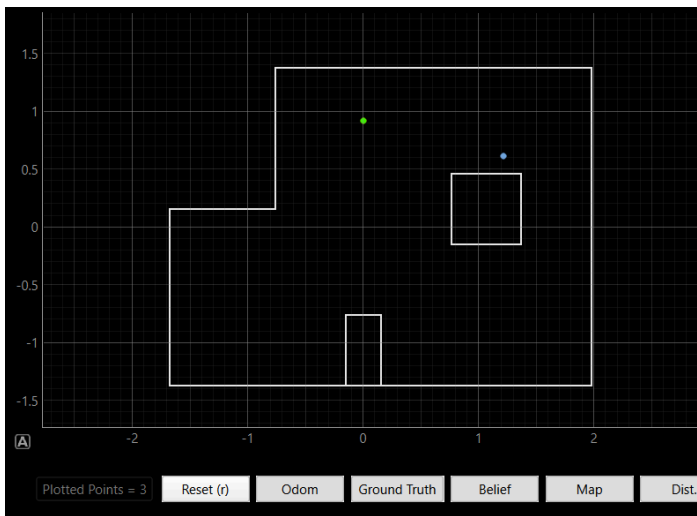 1.5
1
0.5
0
-0.5
-1
-1.5
-2 -1 0 1 2
A
Plotted Points = 3 Reset (r) Odom Ground Truth Belief Map Dist.